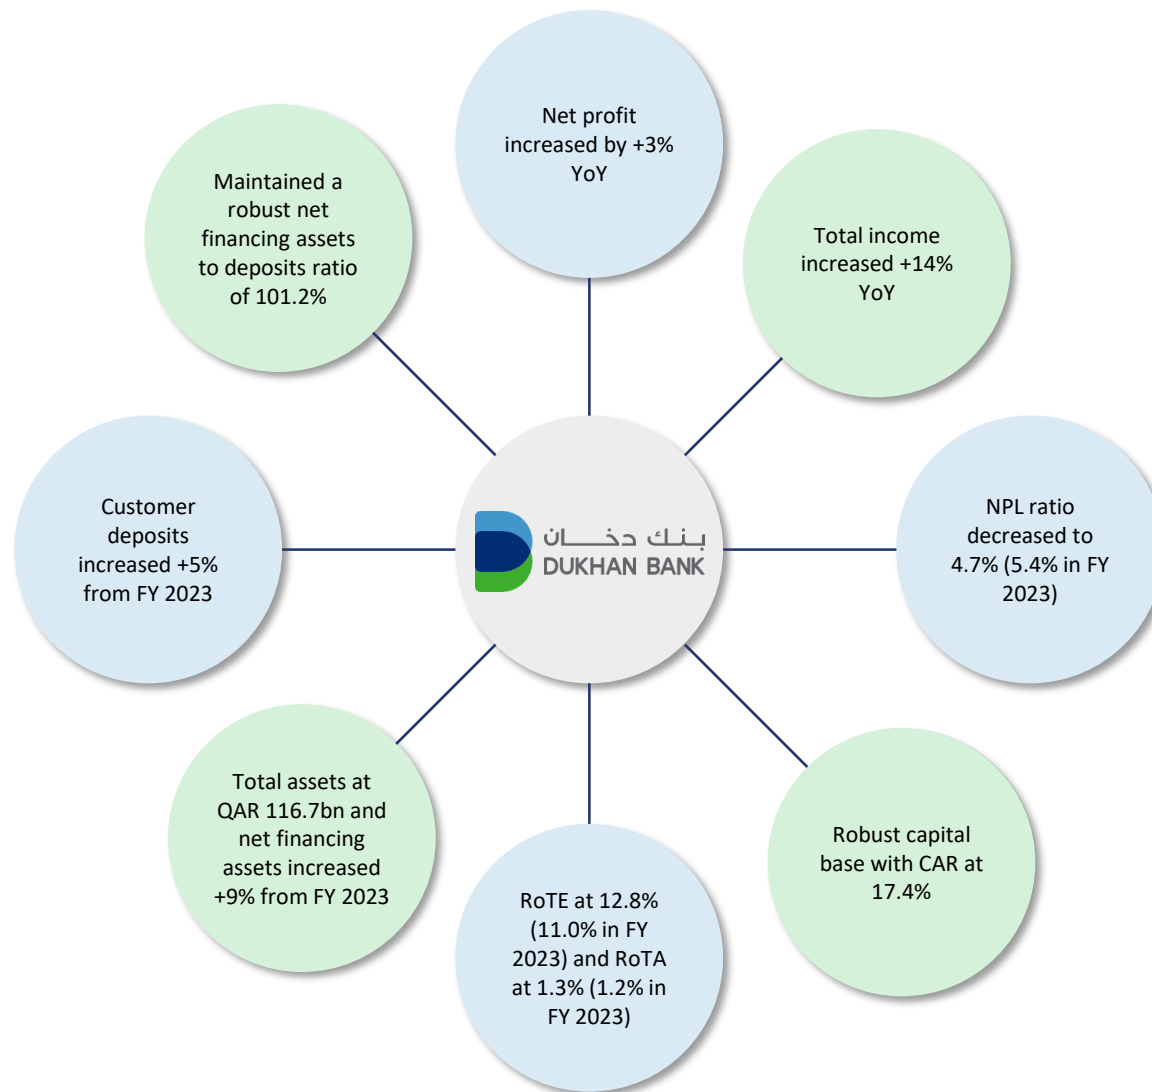 Net profit
increased by +3%
YoY
Total income
increased +14%
YoY
NPL ratio
decreased to
4.7% (5.4% in FY
2023)
Robust capital
base with CAR at
17.4%
RoTE at 12.8%
(11.0% in FY
2023) and RoTA
at 1.3% (1.2% in
FY 2023)
Total assets at
QAR 116.7bn and
net financing
assets increased
+9% from FY 2023
Customer
deposits
increased +5%
from FY 2023
Maintained a
robust net
financing assets
to deposits ratio
of 101.2%
بنك دخان
DUKHAN BANK